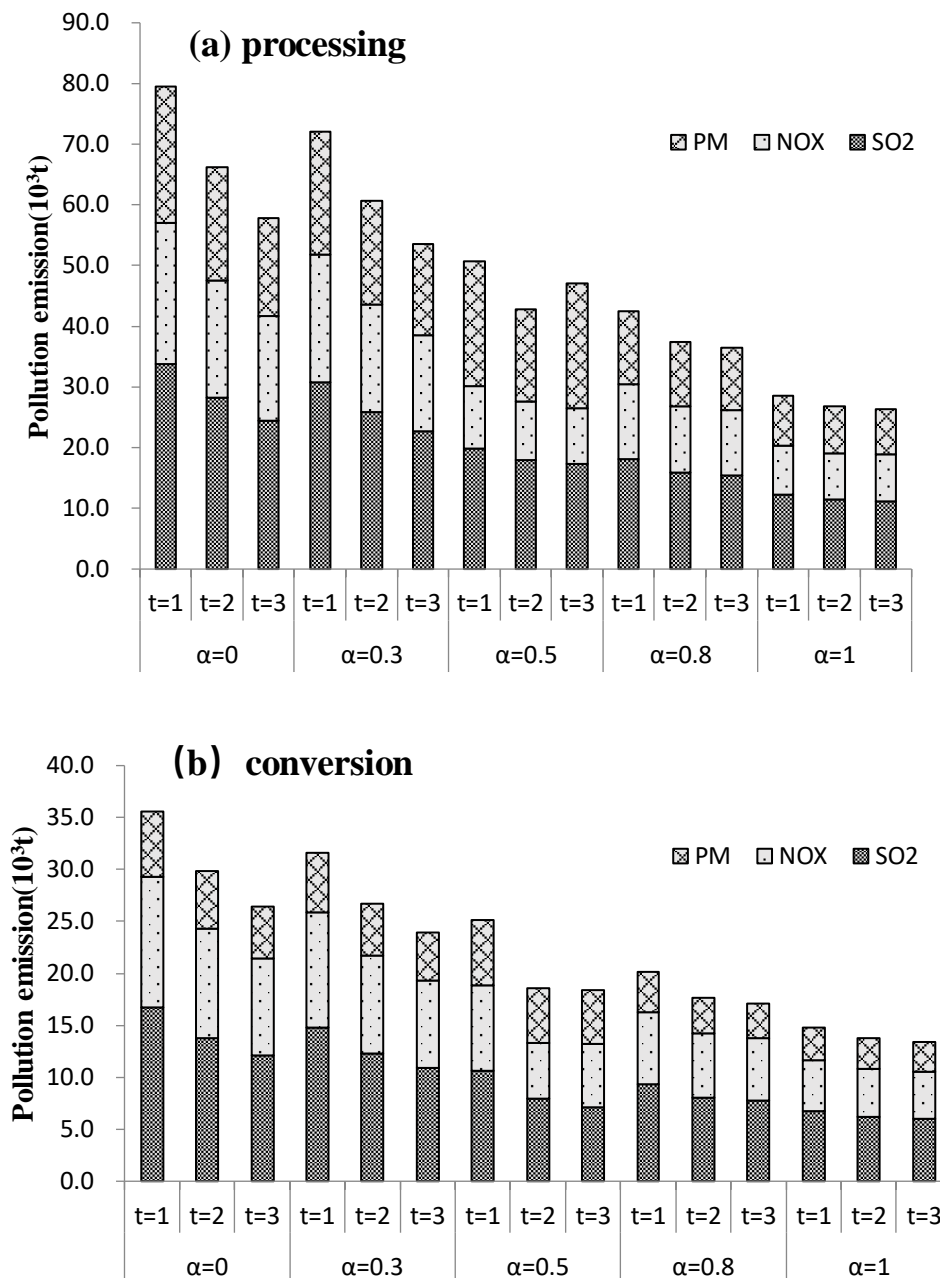 (a) processing
Pollution emission(10³t)
90.0
80.0
70.0
60.0
50.0
40.0
30.0
20.0
10.0
0.0
PM NOX SO2
t=1 t=2 t=3 t=1 t=2 t=3 t=1 t=2 t=3 t=1 t=2 t=3 t=1 t=2 t=3
α=0 α=0.3 α=0.5 α=0.8 α=1
(b) conversion
Pollution emission(10³t)
40.0
35.0
30.0
25.0
20.0
15.0
10.0
5.0
0.0
PM NOX SO2
t=1 t=2 t=3 t=1 t=2 t=3 t=1 t=2 t=3 t=1 t=2 t=3 t=1 t=2 t=3
α=0 α=0.3 α=0.5 α=0.8 α=1